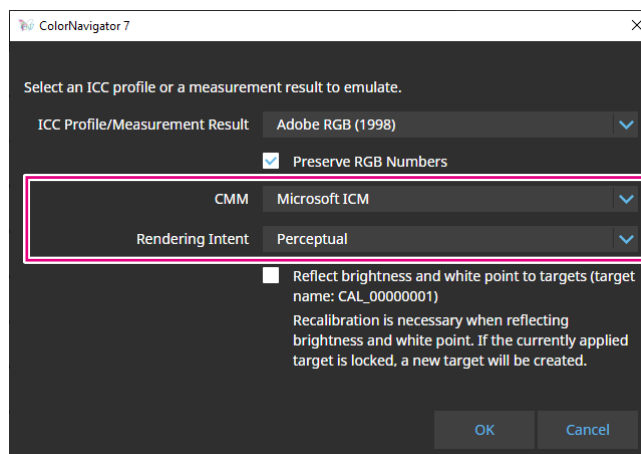 ColorNavigator 7
Select an ICC profile or a measurement result to emulate.
ICC Profile/Measurement Result Adobe RGB (1998)
Preserve RGB Numbers
CMM Microsoft ICM
Rendering Intent Perceptual
Reflect brightness and white point to targets (target
name: CAL_00000001)
Recalibration is necessary when reflecting
brightness and white point. If the currently applied
target is locked, a new target will be created.
OK Cancel